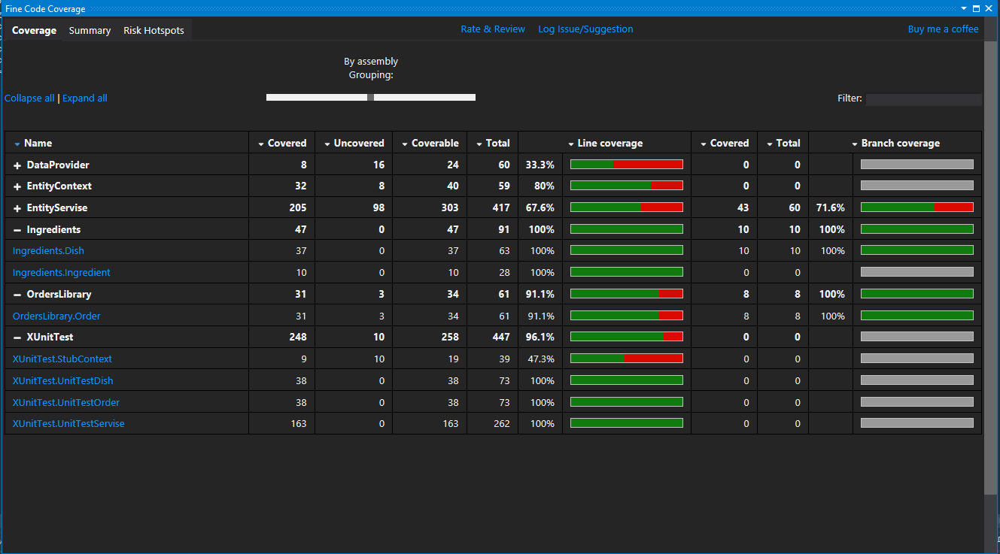 Fine Code Coverage
Coverage Summary Risk Hotspots Rate & Review Log Issue/Suggestion Buy me a coffee
By assembly
Grouping:
Collapse all | Expand all Filter:
Name Covered Uncovered Coverable Total Line coverage Covered Total Branch coverage
DataProvider 8 16 24 60 33.3% 0 0
EntityContext 32 8 40 59 80% 0 0
EntityServise 205 98 303 417 67.6% 43 60 71.6%
Ingredients 47 0 47 91 100% 10 10 100%
Ingredients.Dish 37 0 37 63 100% 10 10 100%
Ingredients.Ingredient 10 0 10 28 100% 0 0
OrdersLibrary 31 3 34 61 91.1% 8 8 100%
OrdersLibrary.Order 31 3 34 61 91.1% 8 8 100%
XUnitTest 248 10 258 447 96.1% 0 0
XUnitTest.StubContext 9 10 19 39 47.3% 0 0
XUnitTest.UnitTestDish 38 0 38 73 100% 0 0
XUnitTest.UnitTestOrder 38 0 38 73 100% 0 0
XUnitTest.UnitTestServise 163 0 163 262 100% 0 0